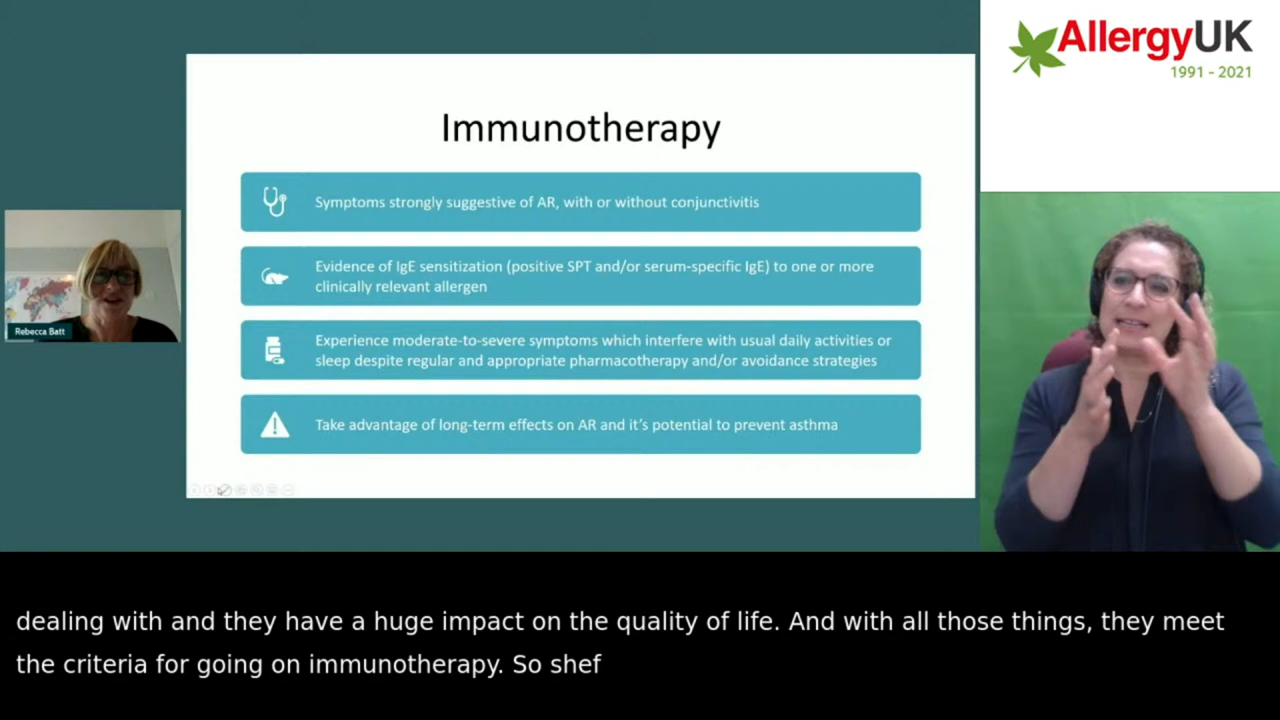 AllergyUK
1991 - 2021
Immunotherapy
Symptoms strongly suggestive of AR, with or without conjunctivitis
Evidence of IgE sensitization (positive SPT and/or serum-specific IgE) to one or more
clinically relevant allergen
Experience moderate-to-severe symptoms which interfere with usual daily activities or
sleep despite regular and appropriate pharmacotherapy and/or avoidance strategies
Take advantage of long-term effects on AR and it's potential to prevent asthma
Rebecca Batt
dealing with and they have a huge impact on the quality of life. And with all those things, they meet
the criteria for going on immunotherapy. So shef